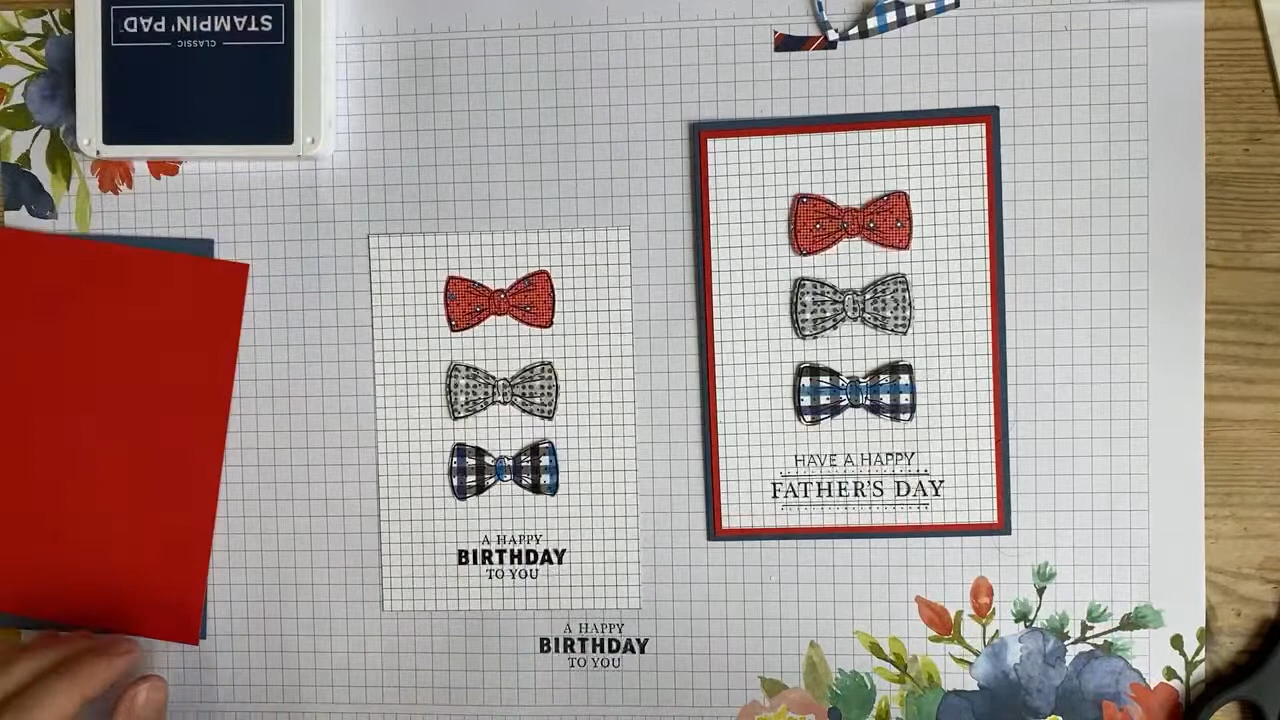 STAMPIN' PAD
CLASSIC
A HAPPY
BIRTHDAY
TO YOU
HAVE A HAPPY
FATHER'S DAY
A HAPPY
BIRTHDAY
TO YOU